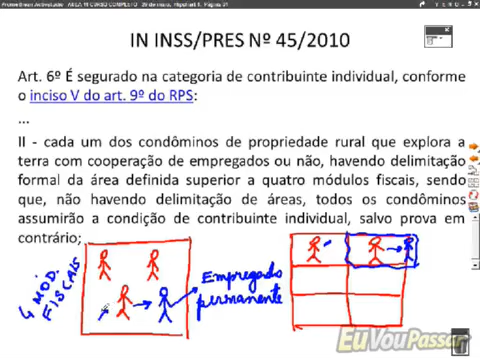 IN INSS/PRES Nº 45/2010
Art. 6º É segurado na categoria de contribuinte individual, conforme
o inciso V do art. 9º do RPS:
...
II - cada um dos condôminos de propriedade rural que explora a
terra com cooperação de empregados ou não, havendo delimitação
formal da área definida superior a quatro módulos fiscais, sendo
que, não havendo delimitação de áreas, todos os condôminos
assumirão a condição de contribuinte individual, salvo prova em
contrário;
4 MÓD.
FISCAIS
Empregado
permanente
EuVouPassar